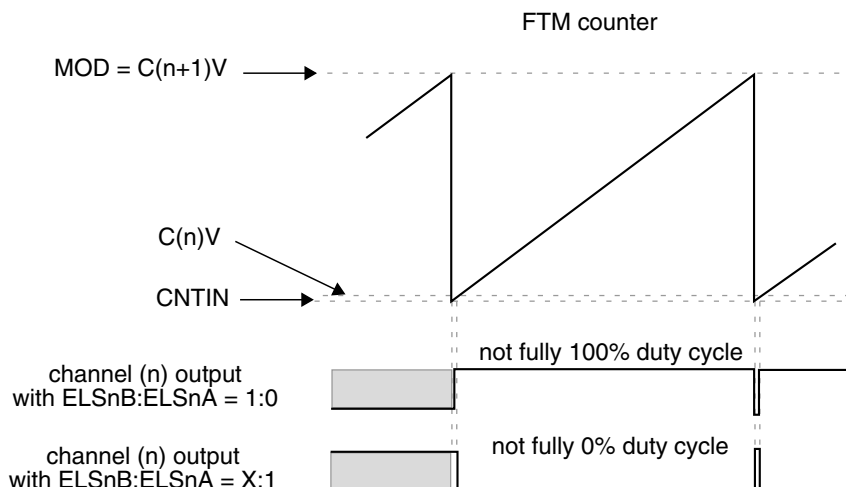 FTM counter
MOD = C(n+1)V
C(n)V
CNTIN
not fully 100% duty cycle
channel (n) output
with ELSnB:ELSnA = 1:0
not fully 0% duty cycle
channel (n) output
with ELSnB:ELSnA = X:1